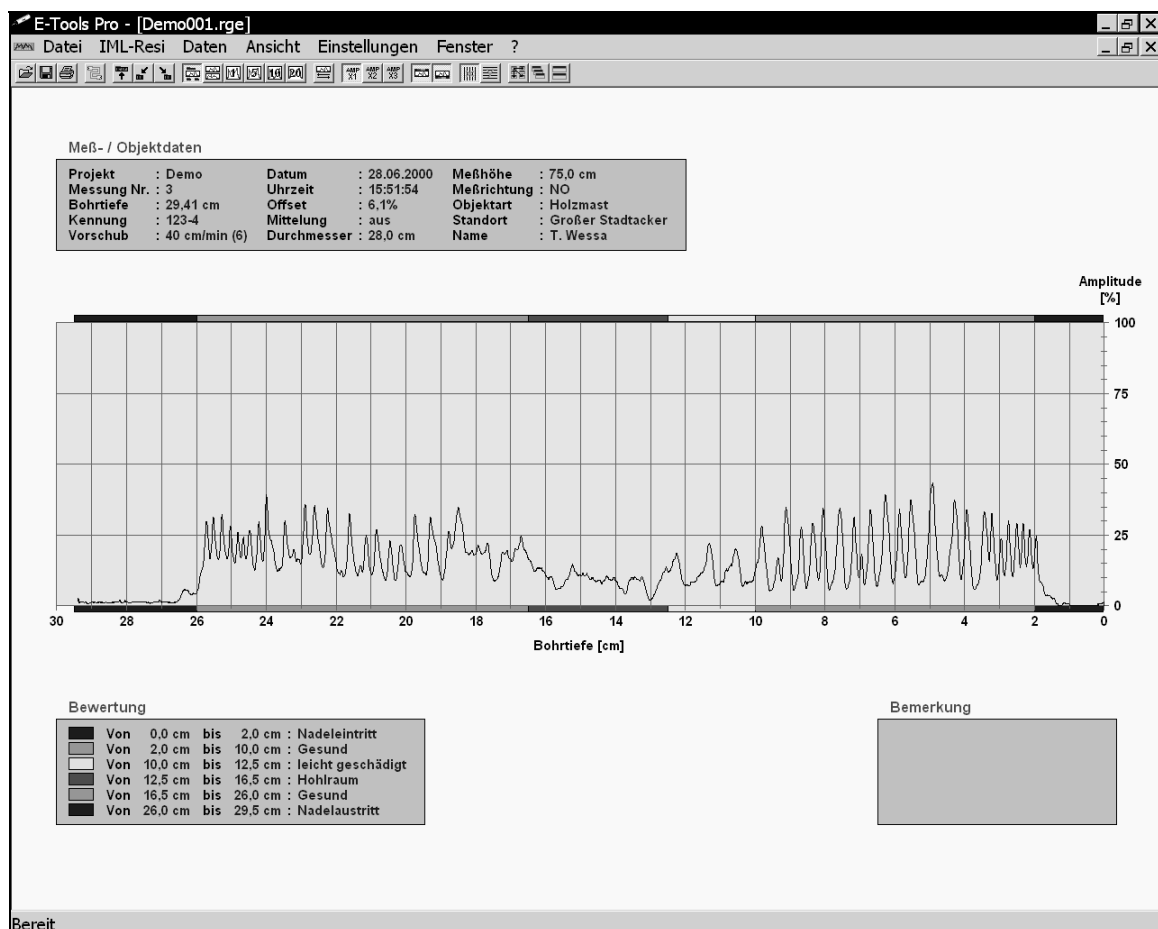 E-Tools Pro - [Demo001.rge]
Datei IML-Resi Daten Ansicht Einstellungen Fenster ?
AMP X1 AMP X2 AMP X3
Meß- / Objektdaten
Projekt : Demo Datum : 28.06.2000 Meßhöhe : 75,0 cm
Messung Nr. : 3 Uhrzeit : 15:51:54 Meßrichtung : NO
Bohrtiefe : 29,41 cm Offset : 6,1% Objektart : Holzmast
Kennung : 123-4 Mittelung : aus Standort : Großer Stadtacker
Vorschub : 40 cm/min (6) Durchmesser : 28,0 cm Name : T. Wessa
Amplitude
[%]
100
75
50
25
0
30 28 26 24 22 20 18 16 14 12 10 8 6 4 2 0
Bohrtiefe [cm]
Bewertung
Von 0,0 cm bis 2,0 cm : Nadeleintritt
Von 2,0 cm bis 10,0 cm : Gesund
Von 10,0 cm bis 12,5 cm : leicht geschädigt
Von 12,5 cm bis 16,5 cm : Hohlraum
Von 16,5 cm bis 26,0 cm : Gesund
Von 26,0 cm bis 29,5 cm : Nadelaustritt
Bemerkung
Bereit